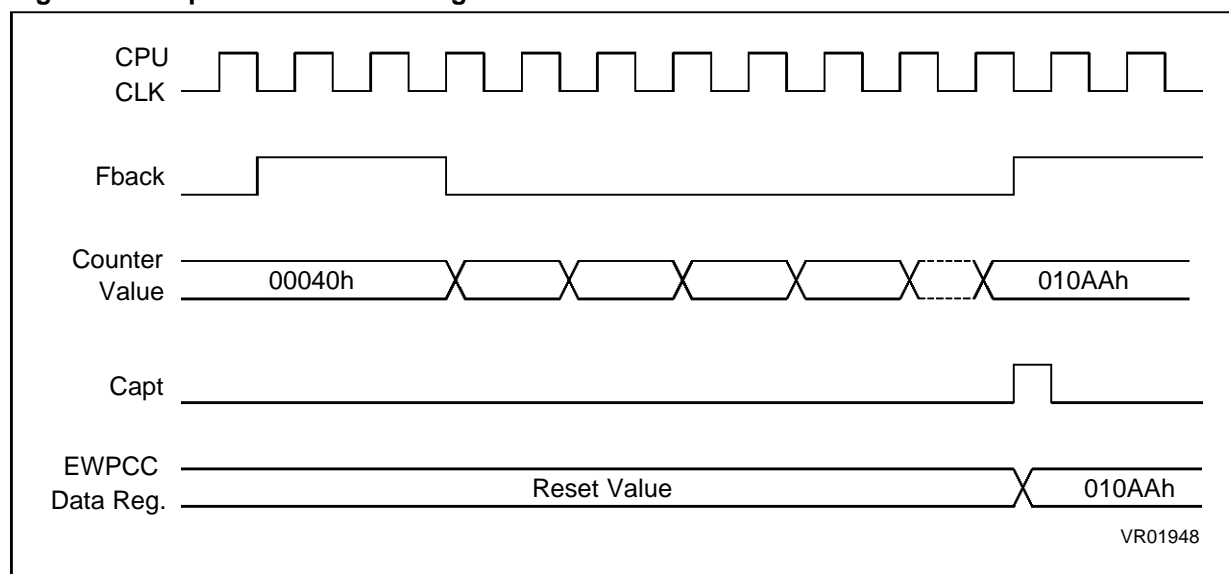 CPU
CLK
Fback
Counter
Value
00040h
010AAh
Capt
EWPCC
Data Reg.
Reset Value
010AAh
VR01948